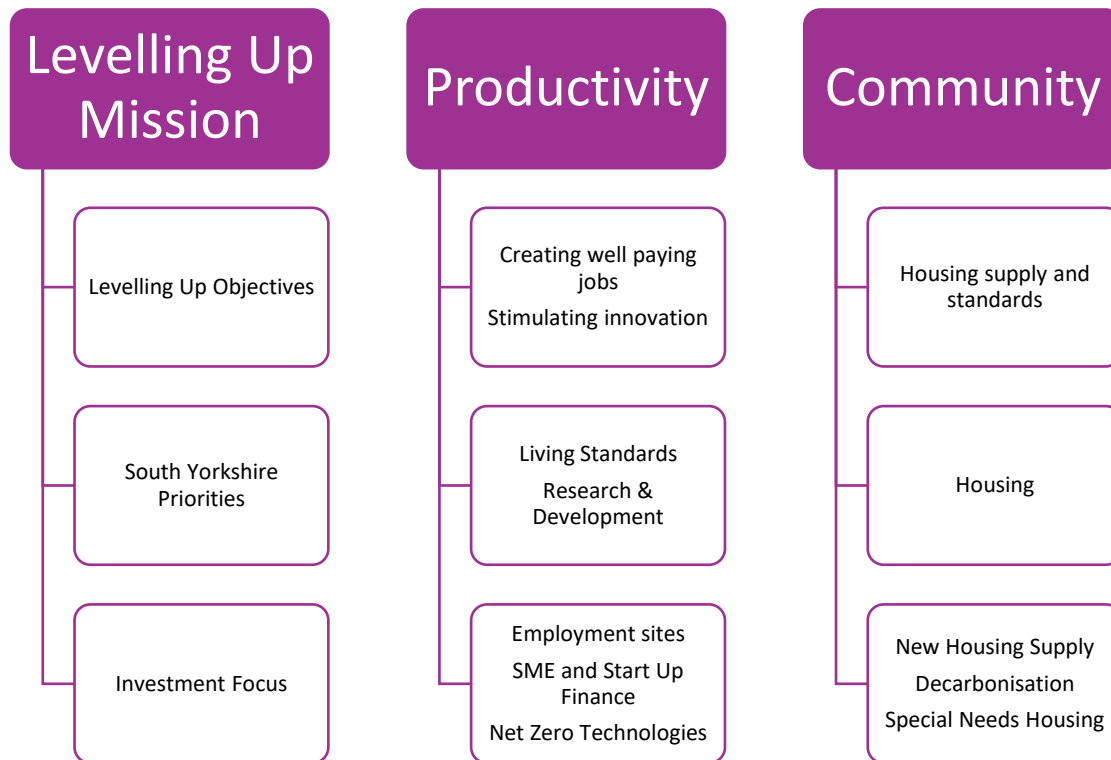 Levelling Up
Mission
Levelling Up Objectives
South Yorkshire
Priorities
Investment Focus
Productivity
Creating well paying
jobs
Stimulating innovation
Living Standards
Research &
Development
Employment sites
SME and Start Up
Finance
Net Zero Technologies
Community
Housing supply and
standards
Housing
New Housing Supply
Decarbonisation
Special Needs Housing